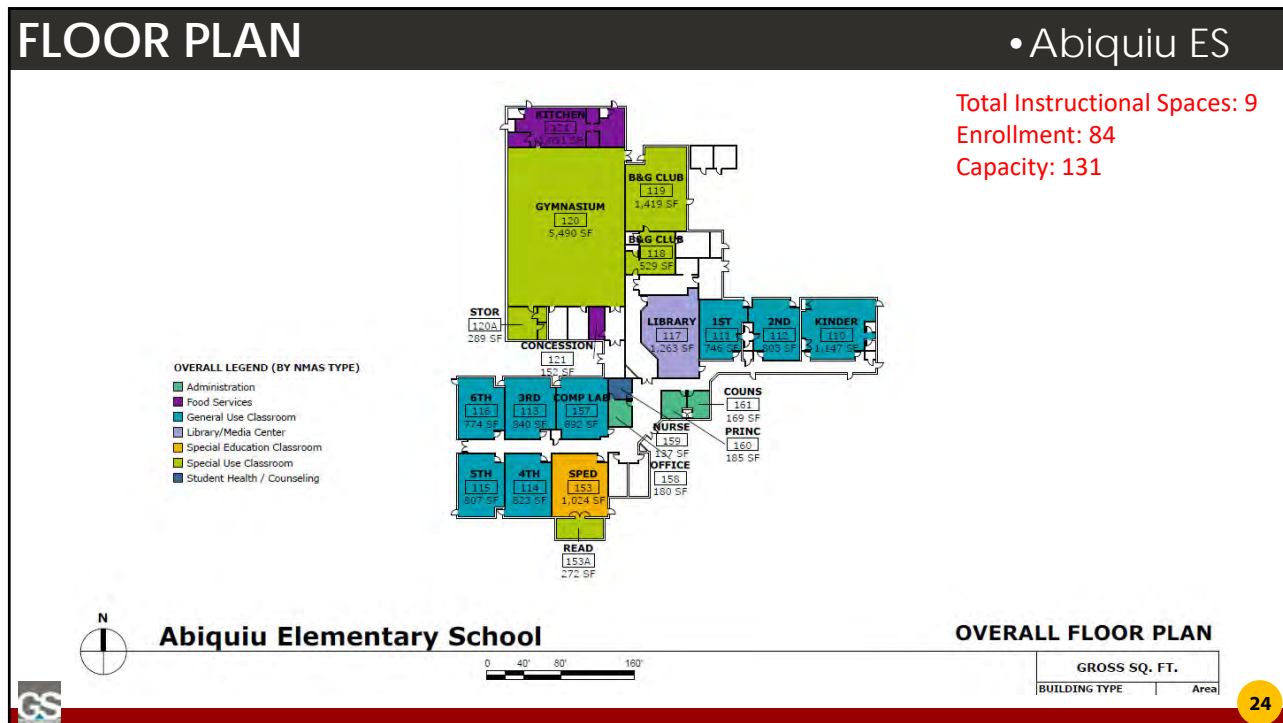 FLOOR PLAN
• Abiquiu ES
Total Instructional Spaces: 9
Enrollment: 84
Capacity: 131
KITCHEN
B&G CLUB
119
1,419 SF
GYMNASIUM
120
5,490 SF
B&G CLUB
118
529 SF
STOR
120A
289 SF
CONCESSION
121
152 SF
LIBRARY
117
1,263 SF
1ST
111
746 SF
2ND
112
803 SF
KINDER
110
1,147 SF
OVERALL LEGEND (BY NMAS TYPE)
Administration
Food Services
General Use Classroom
Library/Media Center
Special Education Classroom
Special Use Classroom
Student Health / Counseling
6TH
116
774 SF
3RD
113
840 SF
COMP LAB
157
892 SF
COUNS
161
169 SF
NURSE
159
137 SF
PRINC
160
185 SF
OFFICE
158
180 SF
5TH
115
807 SF
4TH
114
823 SF
SPED
153
1,024 SF
READ
153A
272 SF
N
Abiquiu Elementary School
OVERALL FLOOR PLAN
0 40' 80' 160'
GROSS SQ. FT.
BUILDING TYPE Area
GS
24